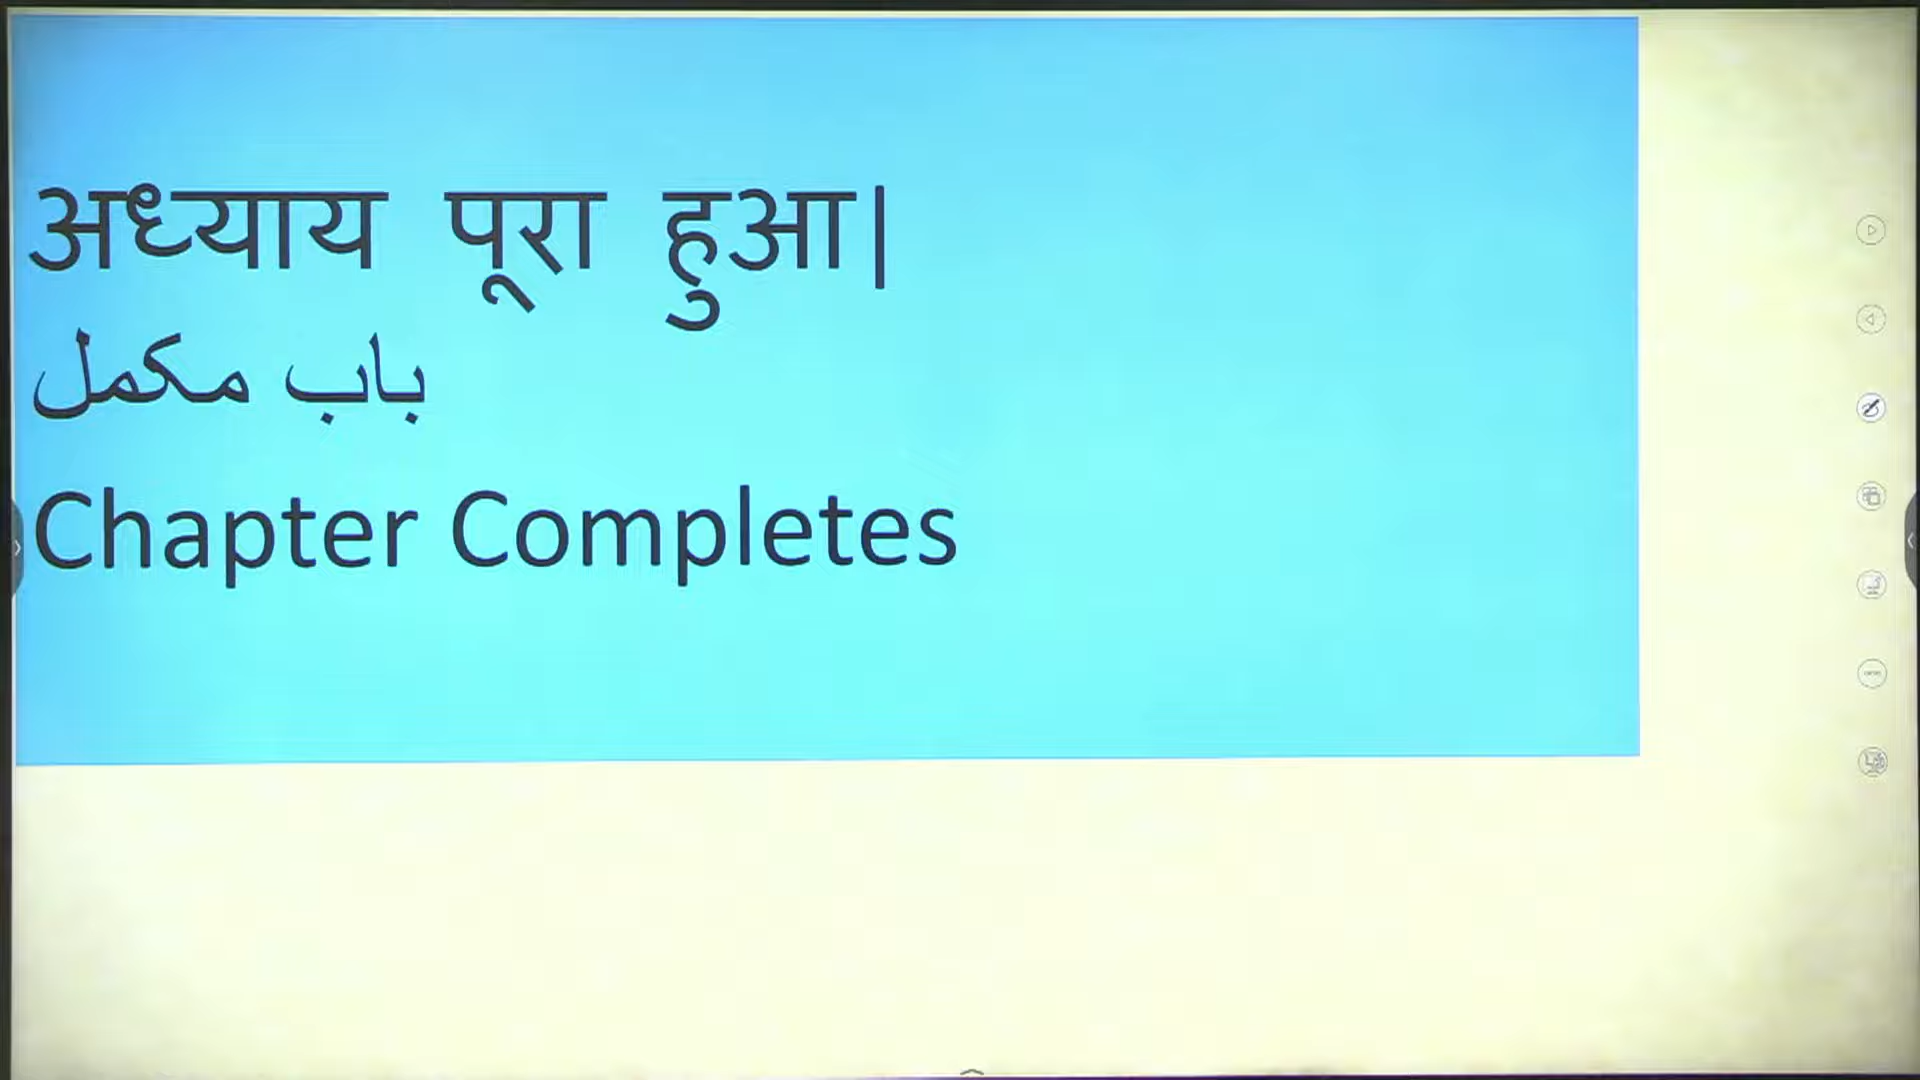 अध्याय पूरा हुआ|
باب مکمل
Chapter Completes